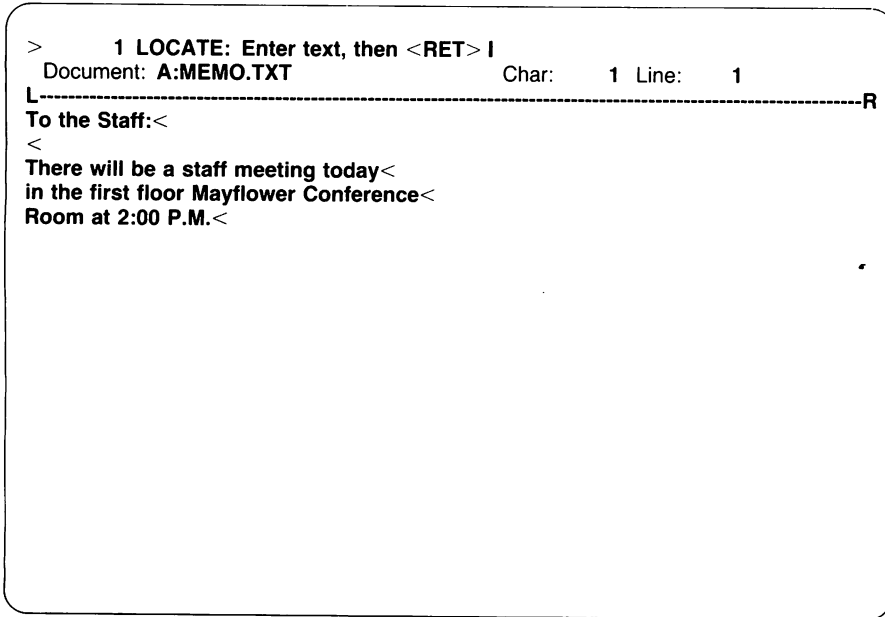 > 1 LOCATE: Enter text, then <RET> I
Document: A:MEMO.TXT Char: 1 Line: 1
L----------------------------------------------------------------------------------------------------R
To the Staff:<
<
There will be a staff meeting today<
in the first floor Mayflower Conference<
Room at 2:00 P.M.<